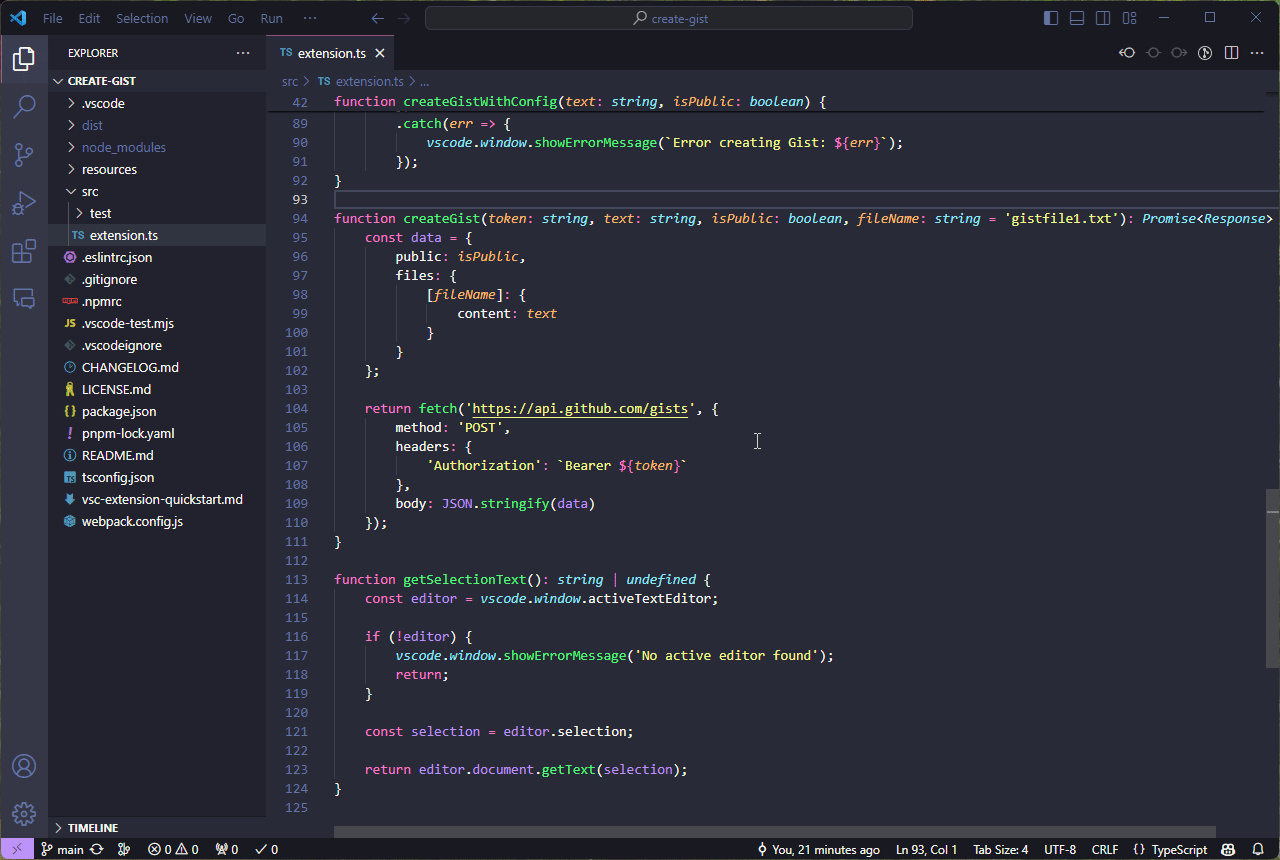 File Edit Selection View Go Run ··· create-gist
EXPLORER ···
CREATE-GIST
.vscode
dist
node_modules
resources
src
test
TS extension.ts
.eslintrc.json
.gitignore
.npmrc
JS .vscode-test.mjs
.vscodeignore
CHANGELOG.md
LICENSE.md
{} package.json
! pnpm-lock.yaml
README.md
TS tsconfig.json
vsc-extension-quickstart.md
webpack.config.js
TIMELINE
TS extension.ts
src > TS extension.ts > ...
42 function createGistWithConfig(text: string, isPublic: boolean) {
89 .catch(err => {
90 vscode.window.showErrorMessage(`Error creating Gist: ${err}`);
91 });
92 }
93
94 function createGist(token: string, text: string, isPublic: boolean, fileName: string = 'gistfile1.txt'): Promise<Response>
95 const data = {
96 public: isPublic,
97 files: {
98 [fileName]: {
99 content: text
100 }
101 }
102 };
103
104 return fetch('https://api.github.com/gists', {
105 method: 'POST',
106 headers: {
107 'Authorization': `Bearer ${token}`
108 },
109 body: JSON.stringify(data)
110 });
111 }
112
113 function getSelectionText(): string | undefined {
114 const editor = vscode.window.activeTextEditor;
115
116 if (!editor) {
117 vscode.window.showErrorMessage('No active editor found');
118 return;
119 }
120
121 const selection = editor.selection;
122
123 return editor.document.getText(selection);
124 }
125
main 0 0 0 0 You, 21 minutes ago Ln 93, Col 1 Tab Size: 4 UTF-8 CRLF {} TypeScript